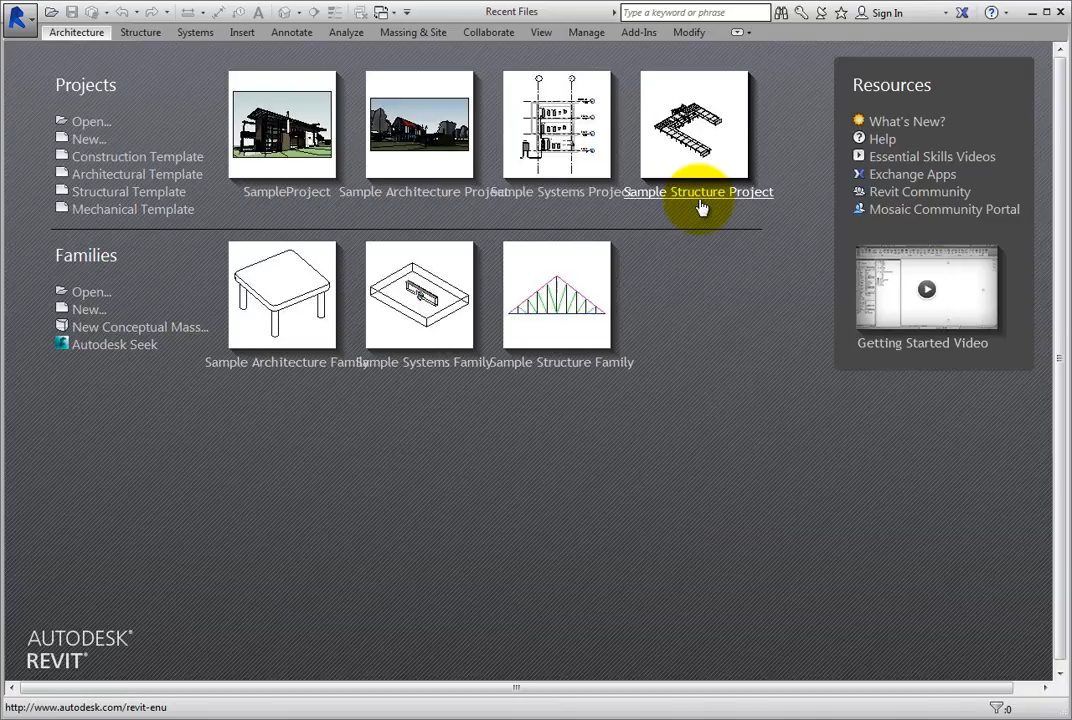 Recent Files
Type a keyword or phrase
Sign In
Architecture Structure Systems Insert Annotate Analyze Massing & Site Collaborate View Manage Add-Ins Modify
Projects
Open...
New...
Construction Template
Architectural Template
Structural Template
Mechanical Template
SampleProject
Sample Architecture Project
Sample Systems Project
Sample Structure Project
Families
Open...
New...
New Conceptual Mass...
Autodesk Seek
Sample Architecture Family
Sample Systems Family
Sample Structure Family
Resources
What's New?
Help
Essential Skills Videos
Exchange Apps
Revit Community
Mosaic Community Portal
Getting Started Video
AUTODESK®
REVIT®
http://www.autodesk.com/revit-enu
:0